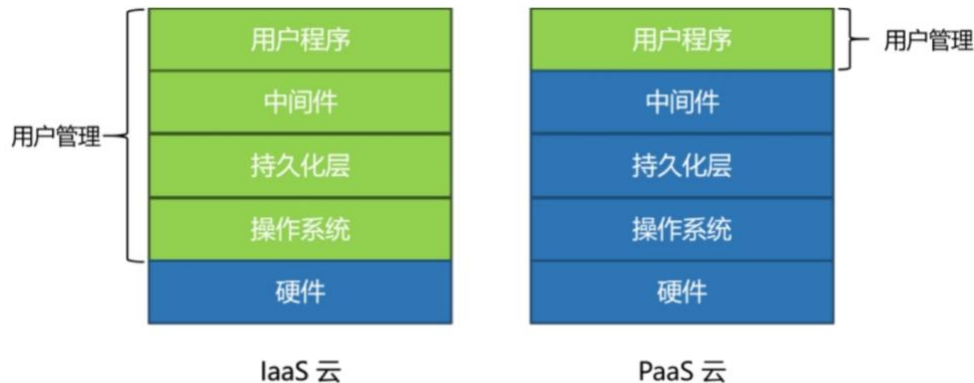 用户程序
中间件
持久化层
操作系统
硬件
用户管理
IaaS 云
用户程序
中间件
持久化层
操作系统
硬件
用户管理
PaaS 云